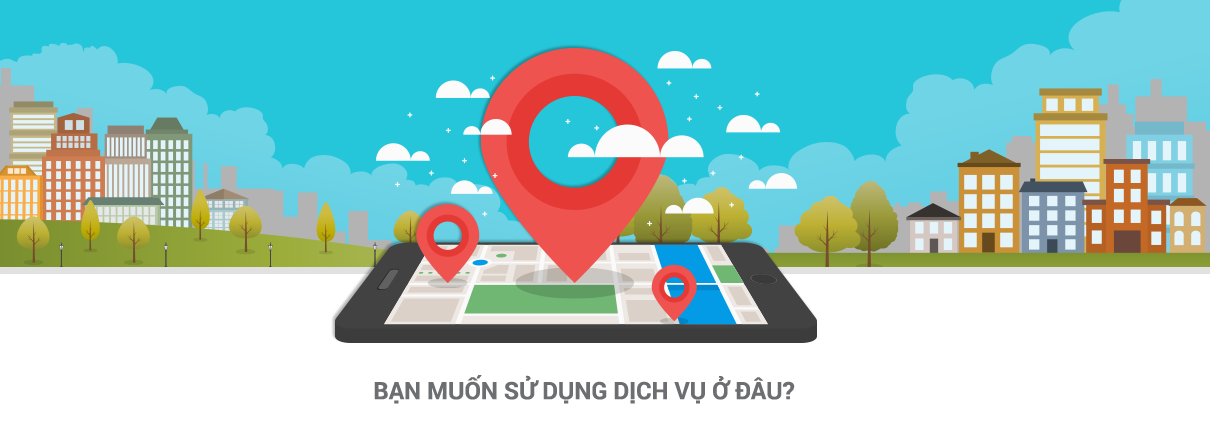 BẠN MUỐN SỬ DỤNG DỊCH VỤ Ở ĐÂU?